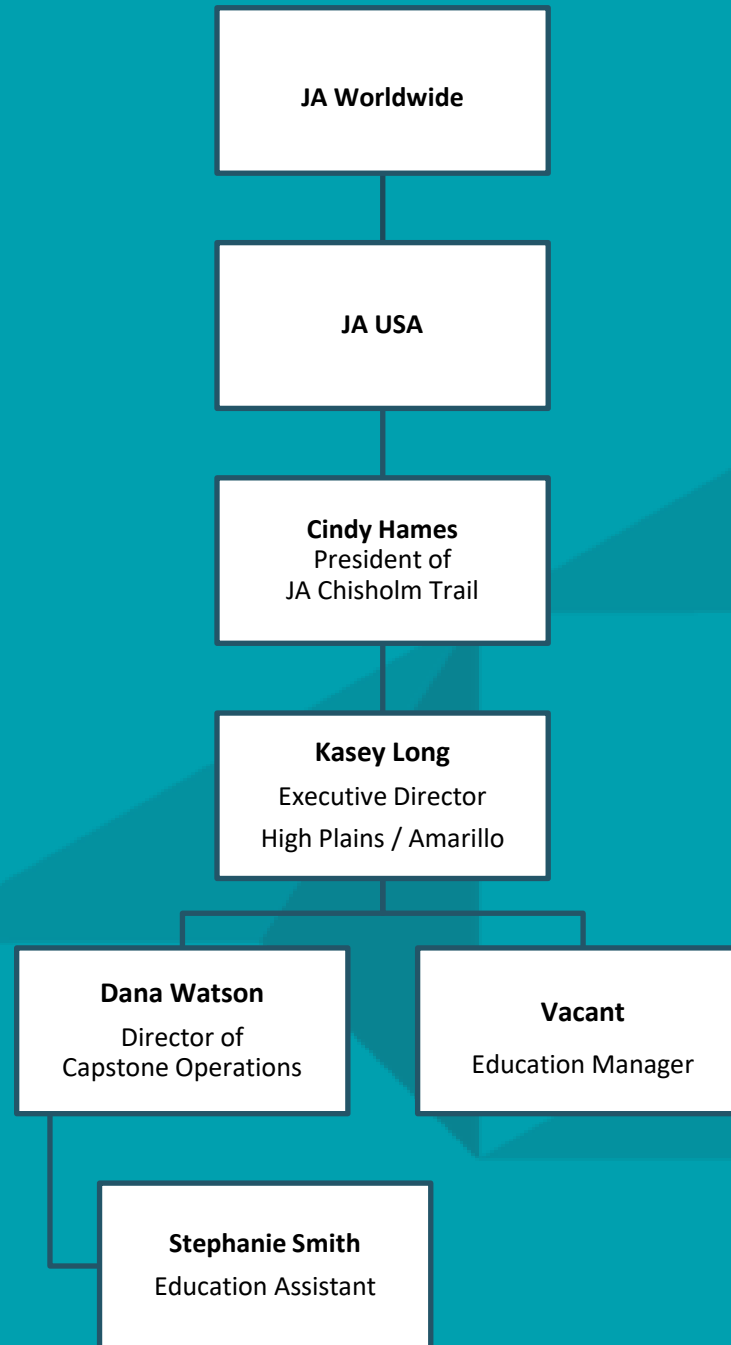 JA Worldwide
JA USA
Cindy Hames
President of
JA Chisholm Trail
Kasey Long
Executive Director
High Plains / Amarillo
Dana Watson
Director of
Capstone Operations
Vacant
Education Manager
Stephanie Smith
Education Assistant